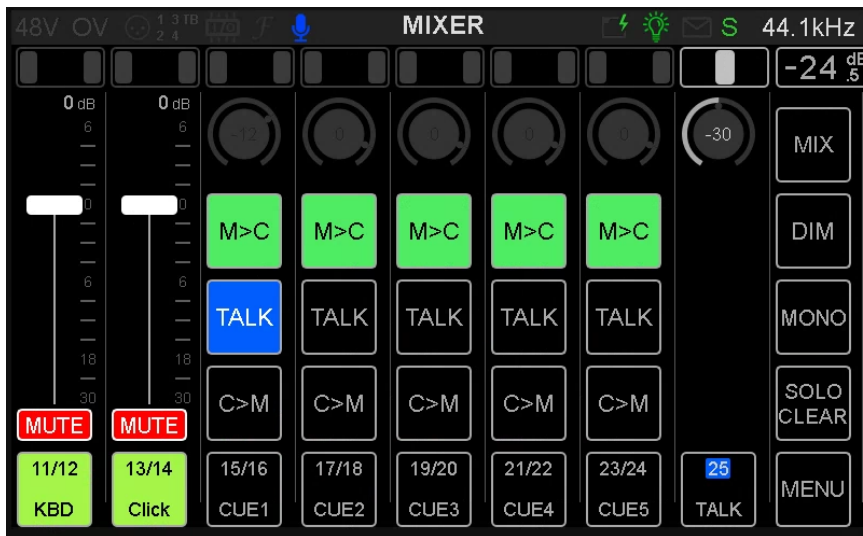 48V OV 1 3 TB MIXER S 44.1kHz
2 4
I/O F
-24 dB
.5
0 dB 0 dB
6 6
-12 0 0 0 0 -30 MIX
0 0
M>C M>C M>C M>C M>C DIM
6 6
TALK TALK TALK TALK TALK MONO
18 18
30 30
C>M C>M C>M C>M C>M SOLO
CLEAR
MUTE MUTE
11/12 13/14 15/16 17/18 19/20 21/22 23/24 25
MENU
KBD Click CUE1 CUE2 CUE3 CUE4 CUE5 TALK